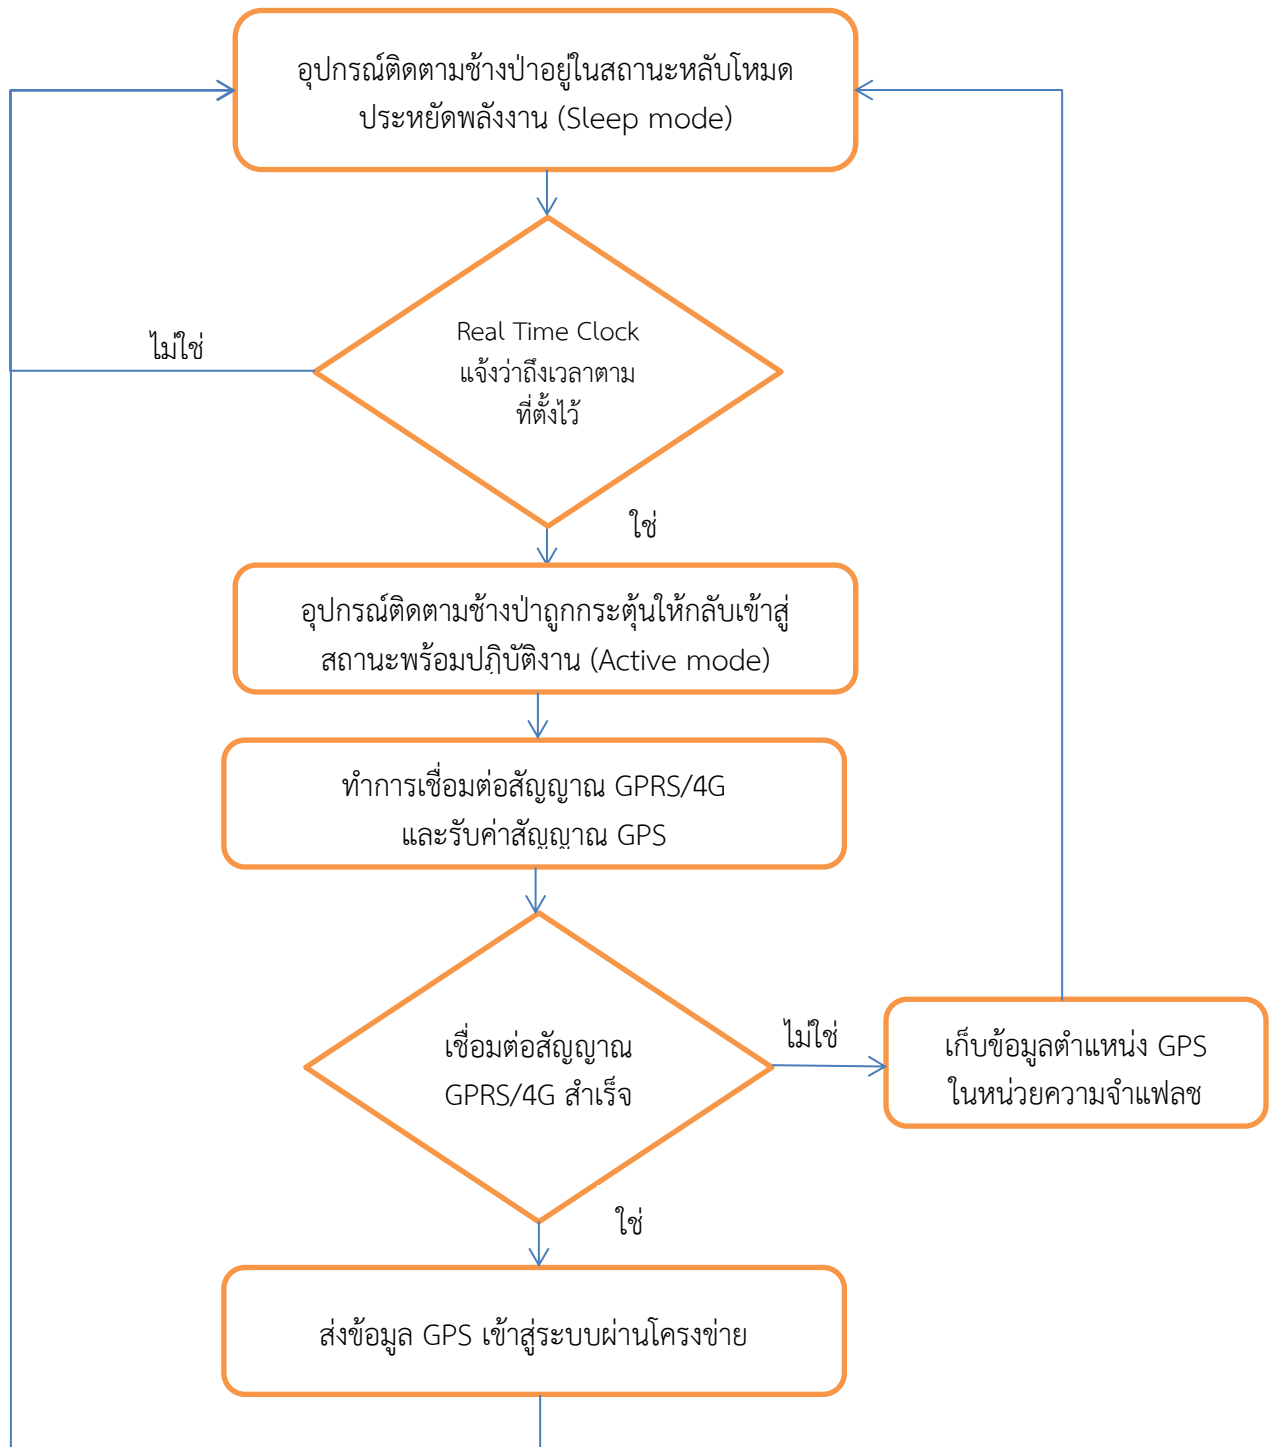 อุปกรณ์ติดตามช้างป่าอยู่ในสถานะหลับโหมด
ประหยัดพลังงาน (Sleep mode)
Real Time Clock
แจ้งว่าถึงเวลาตาม
ที่ตั้งไว้
ไม่ใช่
ใช่
อุปกรณ์ติดตามช้างป่าถูกกระตุ้นให้กลับเข้าสู่
สถานะพร้อมปฏิบัติงาน (Active mode)
ทำการเชื่อมต่อสัญญาณ GPRS/4G
และรับค่าสัญญาณ GPS
เชื่อมต่อสัญญาณ
GPRS/4G สำเร็จ
ไม่ใช่
เก็บข้อมูลตำแหน่ง GPS
ในหน่วยความจำแฟลช
ใช่
ส่งข้อมูล GPS เข้าสู่ระบบผ่านโครงข่าย